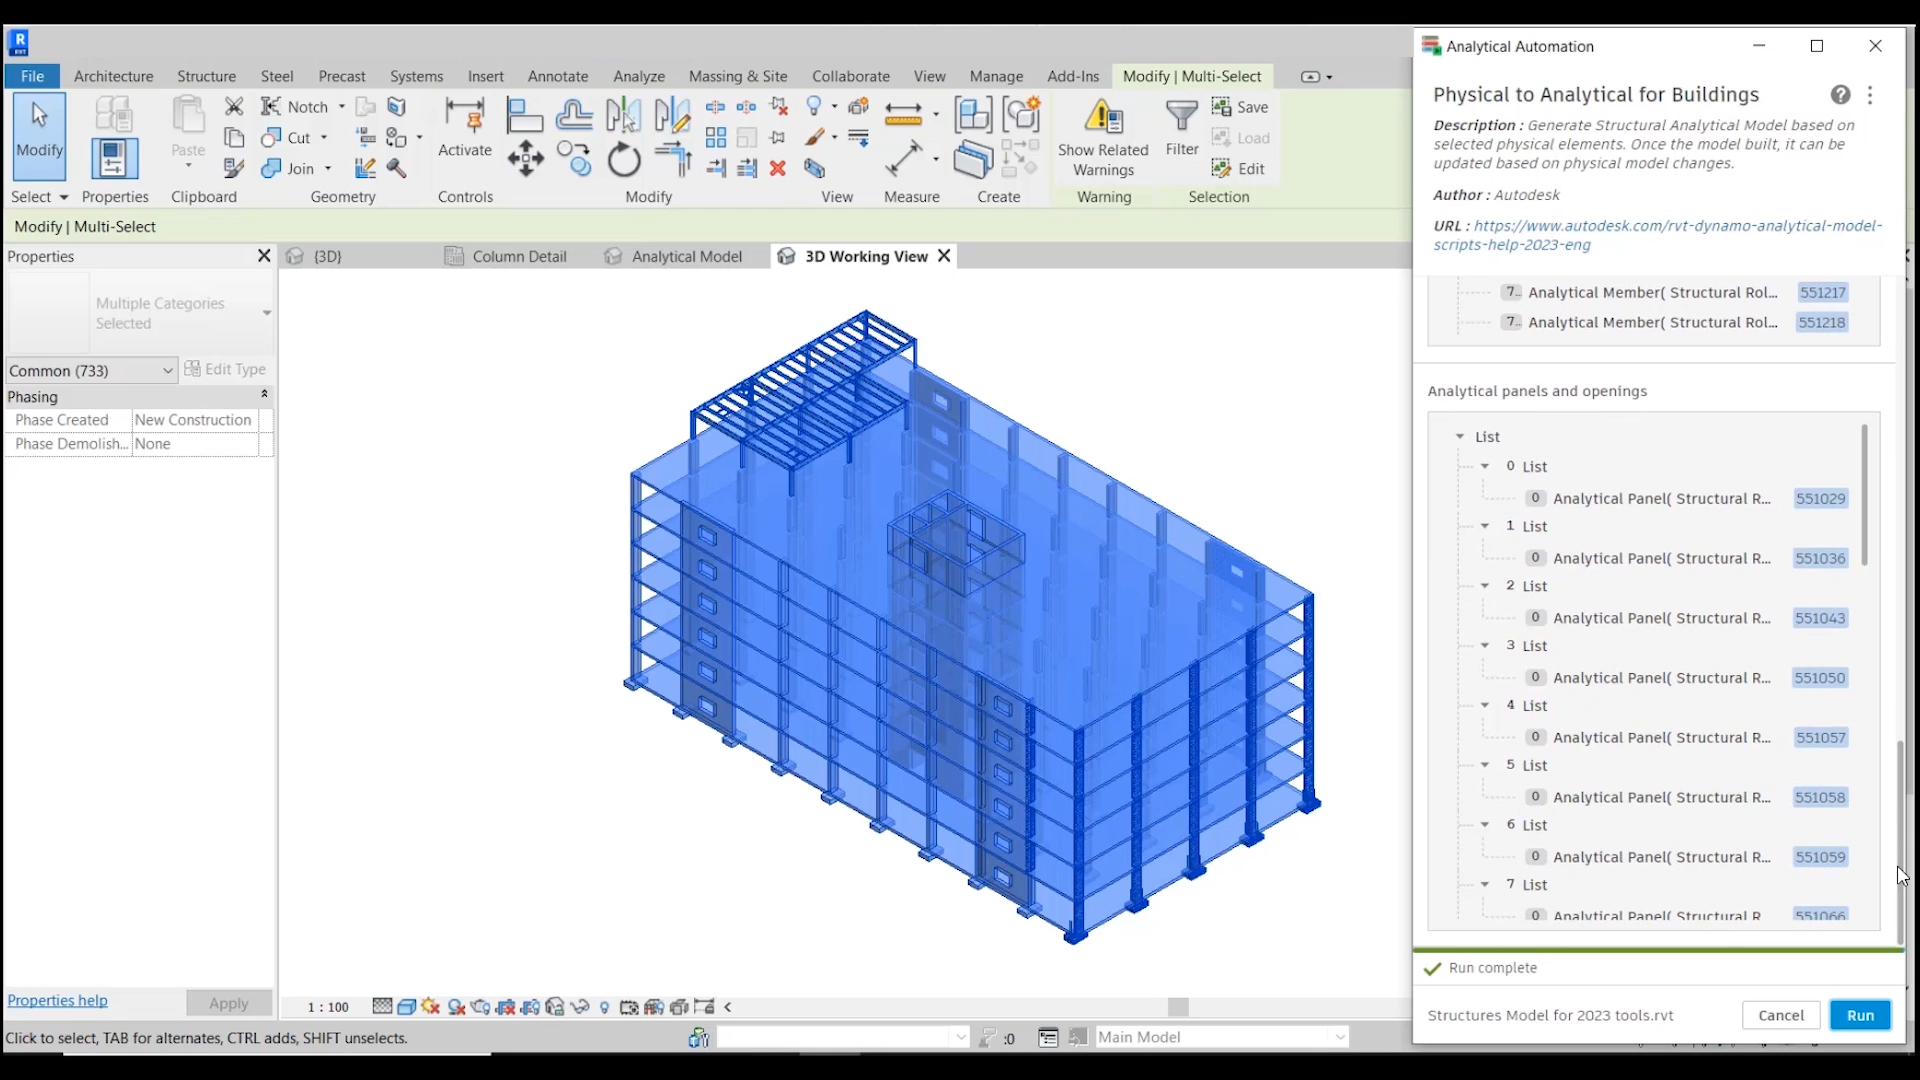 R
RVT
File
Architecture
Structure
Steel
Precast
Systems
Insert
Annotate
Analyze
Massing & Site
Collaborate
View
Manage
Add-Ins
Modify | Multi-Select
Modify
Select
Properties
Paste
Clipboard
Notch
Cut
Join
Geometry
Activate
Controls
Modify
View
Measure
Create
Show Related
Warnings
Warning
Filter
Save
Load
Edit
Selection
Modify | Multi-Select
Properties
Multiple Categories
Selected
Common (733)
Edit Type
Phasing
Phase Created
New Construction
Phase Demolish...
None
Properties help
Apply
{3D}
Column Detail
Analytical Model
3D Working View
1 : 100
Click to select, TAB for alternates, CTRL adds, SHIFT unselects.
:0
Main Model
Analytical Automation
Physical to Analytical for Buildings
Description : Generate Structural Analytical Model based on
selected physical elements. Once the model built, it can be
updated based on physical model changes.
Author : Autodesk
URL : https://www.autodesk.com/rvt-dynamo-analytical-model-
scripts-help-2023-eng
7.. Analytical Member( Structural Rol... 551217
7.. Analytical Member( Structural Rol... 551218
Analytical panels and openings
List
0 List
0 Analytical Panel( Structural R... 551029
1 List
0 Analytical Panel( Structural R... 551036
2 List
0 Analytical Panel( Structural R... 551043
3 List
0 Analytical Panel( Structural R... 551050
4 List
0 Analytical Panel( Structural R... 551057
5 List
0 Analytical Panel( Structural R... 551058
6 List
0 Analytical Panel( Structural R... 551059
7 List
0 Analytical Panel( Structural R 551066
Run complete
Structures Model for 2023 tools.rvt
Cancel
Run